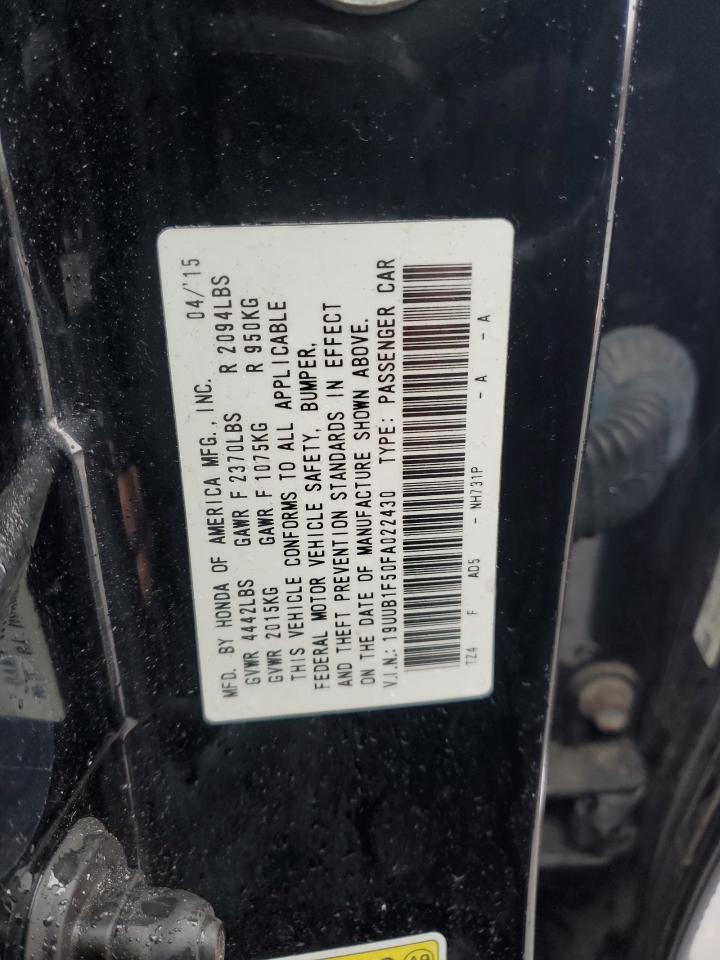 MFD. BY HONDA OF AMERICA MFG., INC. 04/'15
GVWR 4442LBS GAWR F 2370LBS R 2094LBS
GVWR 2015KG GAWR F 1075KG R 950KG
THIS VEHICLE CONFORMS TO ALL APPLICABLE
FEDERAL MOTOR VEHICLE SAFETY, BUMPER,
AND THEFT PREVENTION STANDARDS IN EFFECT
ON THE DATE OF MANUFACTURE SHOWN ABOVE.
V.I.N.: 19UUB1F50FA022430 TYPE: PASSENGER CAR
TZ4 F AD5 - NH731P - A - A